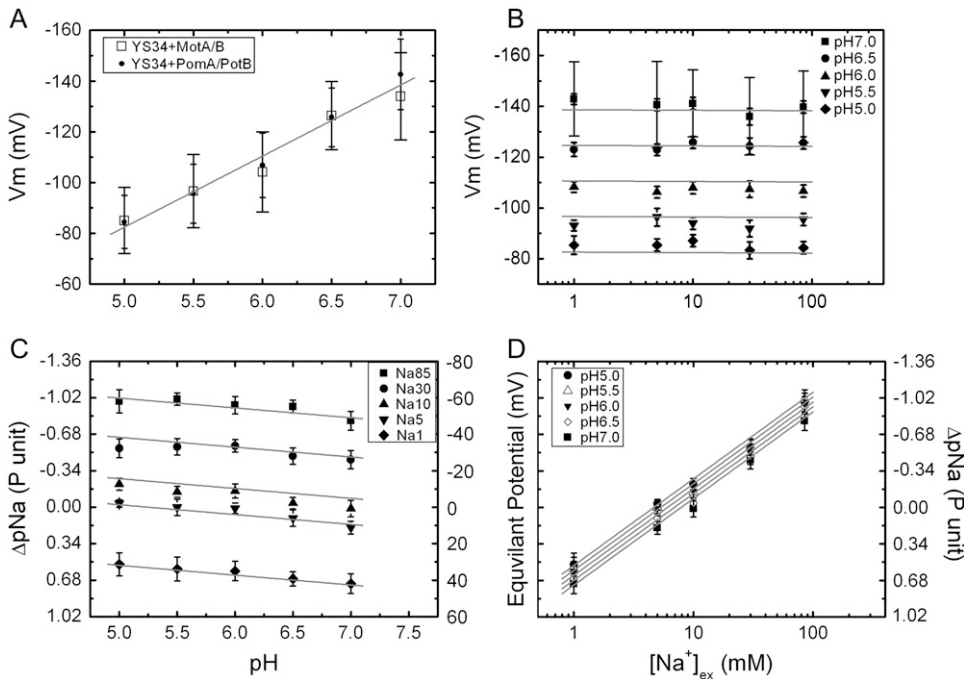 A
Vm (mV)
-160
-140
-120
-100
-80
-60
YS34+MotA/B
YS34+PomA/PotB
5.0 5.5 6.0 6.5 7.0
B
Vm (mV)
-140
-120
-100
-80
pH7.0
pH6.5
pH6.0
pH5.5
pH5.0
1 10 100
C
ΔpNa (P unit)
-1.36
-1.02
-0.68
-0.34
0.00
0.34
0.68
1.02
Na85
Na30
Na10
Na5
Na1
-80
-60
-40
-20
0
20
40
60
5.0 5.5 6.0 6.5 7.0 7.5
pH
D
Equvilant Potential (mV)
pH5.0
pH5.5
pH6.0
pH6.5
pH7.0
-1.36
-1.02
-0.68
-0.34
0.00
0.34
0.68
1.02
ΔpNa (P unit)
1 10 100
[Na+]ex (mM)